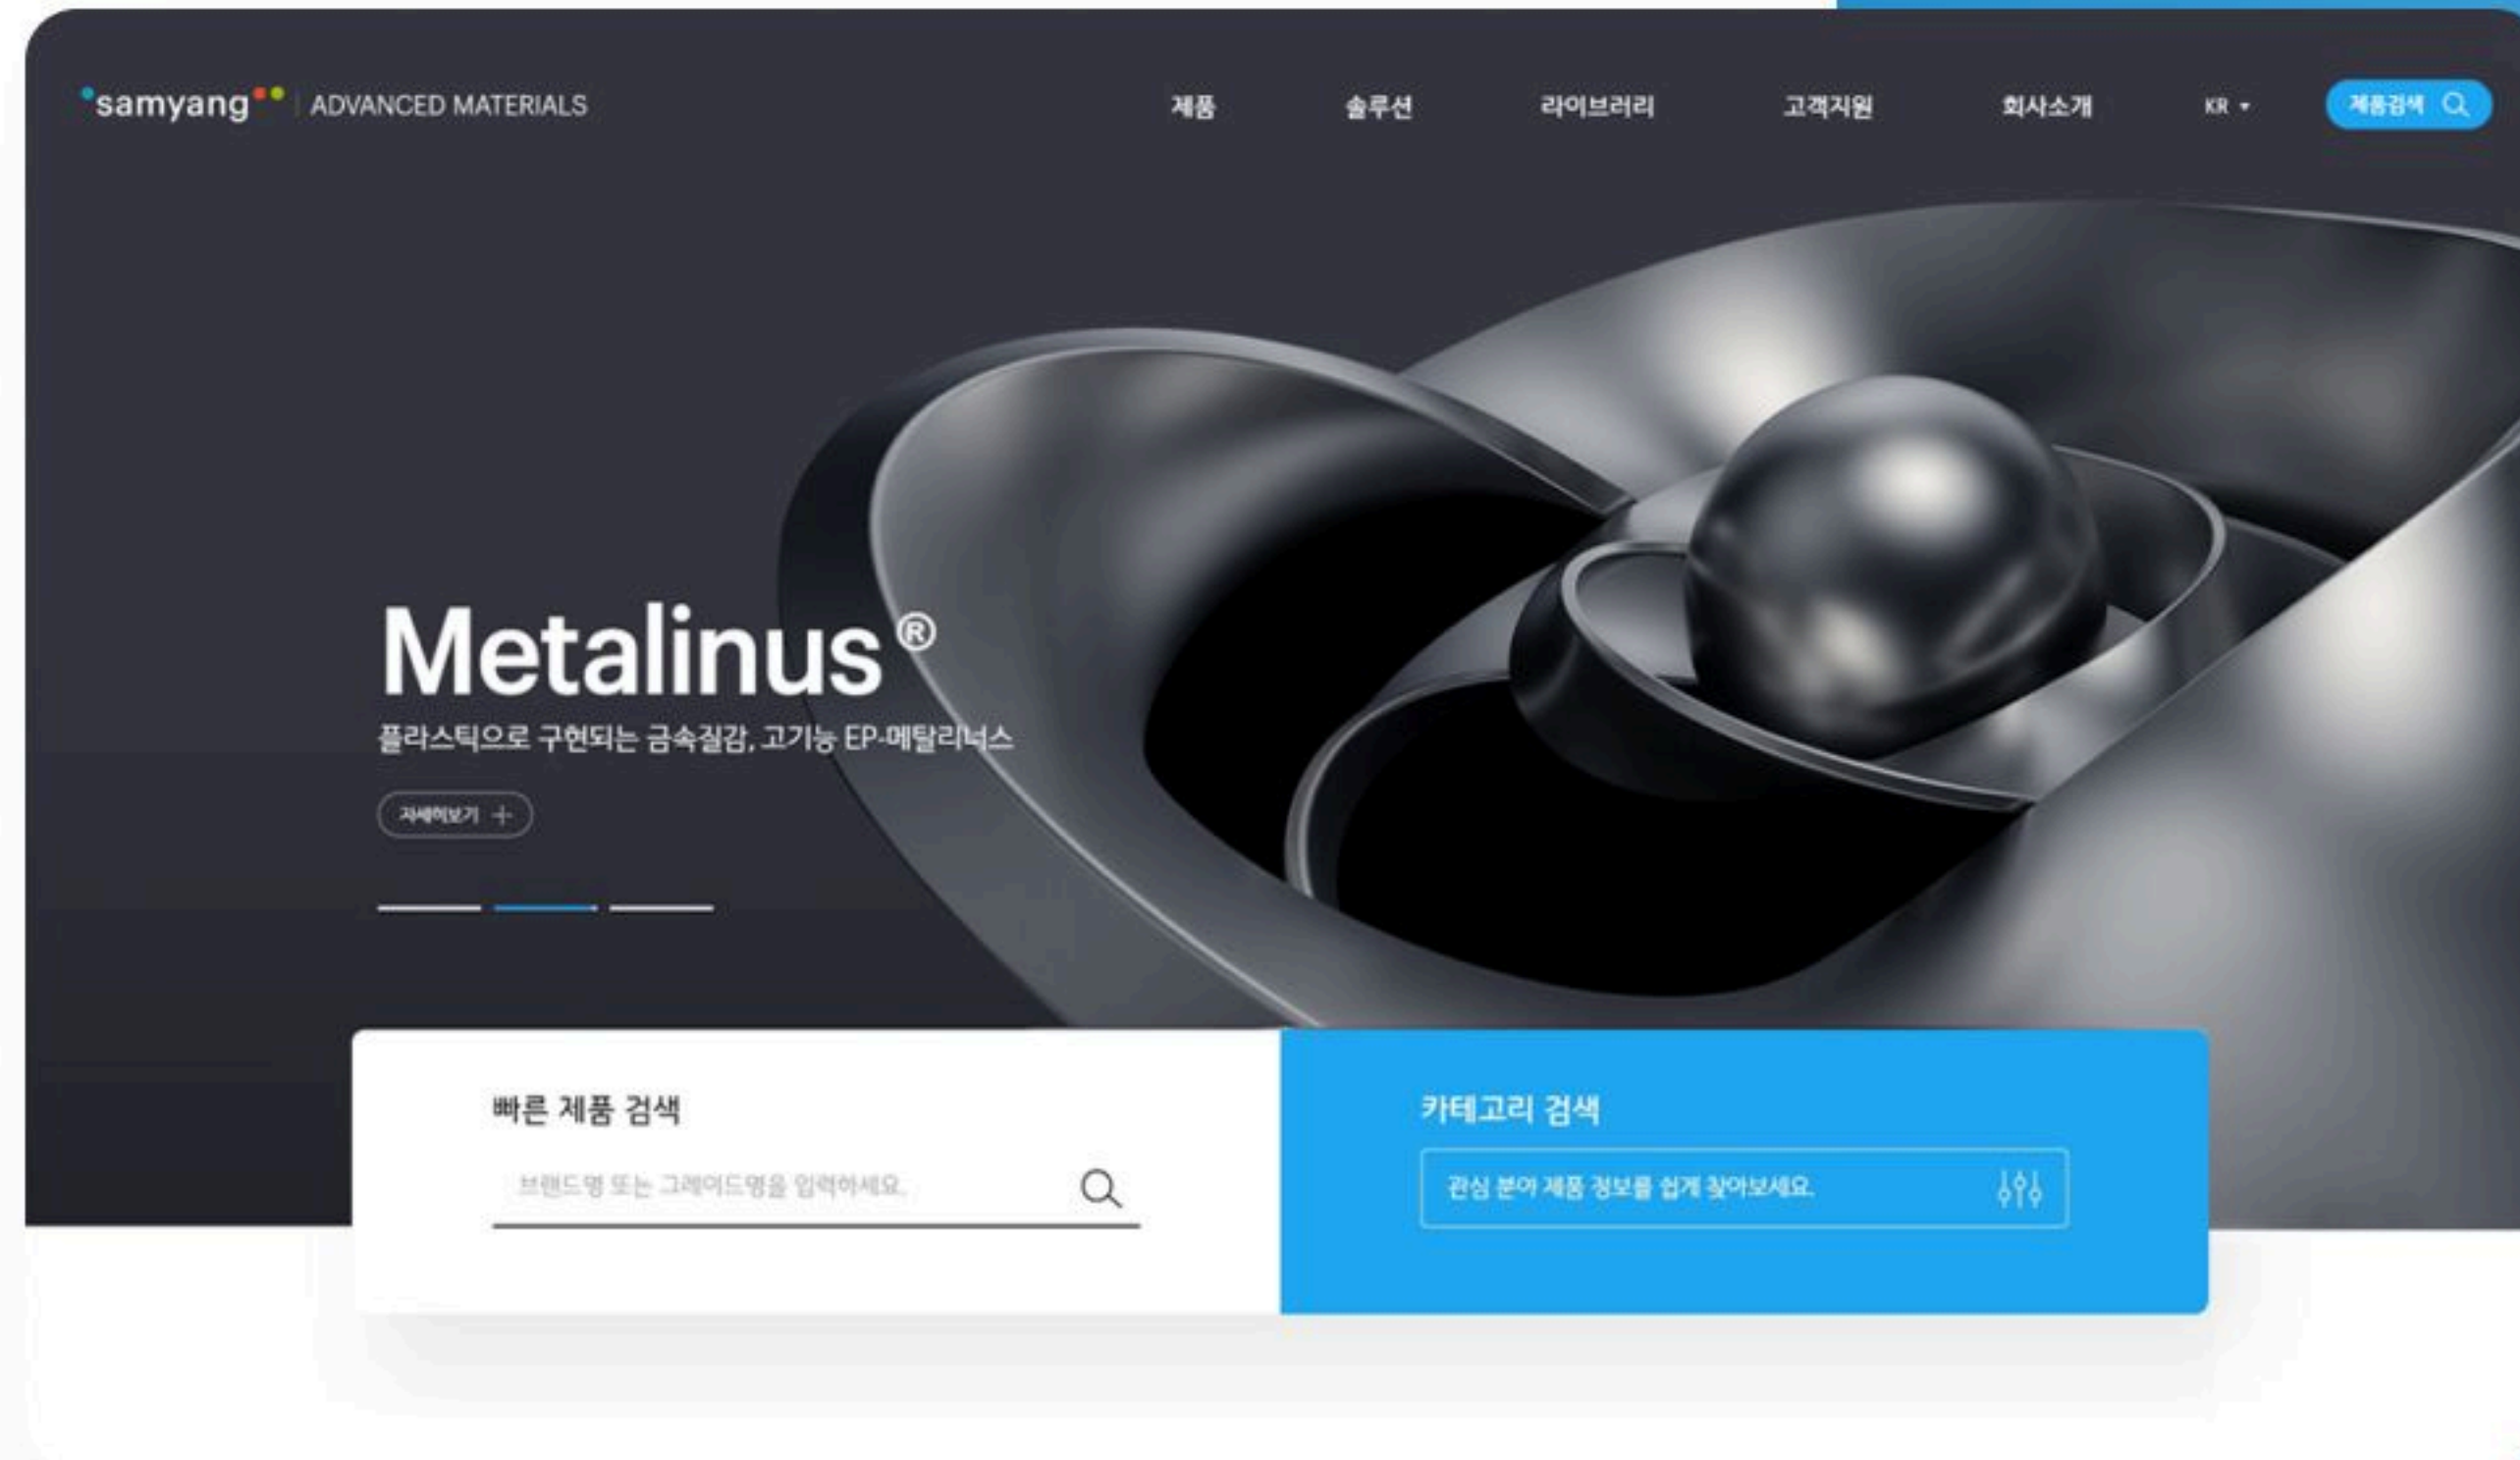 samyang | ADVANCED MATERIALS
제품 솔루션 라이브러리 고객지원 회사소개 KR 제품검색
Metalinus®
플라스틱으로 구현되는 금속질감, 고기능 EP-메탈리너스
자세히보기
빠른 제품 검색
브랜드명 또는 그레이드명을 입력하세요.
카테고리 검색
관심 분야 제품 정보를 쉽게 찾아보세요.